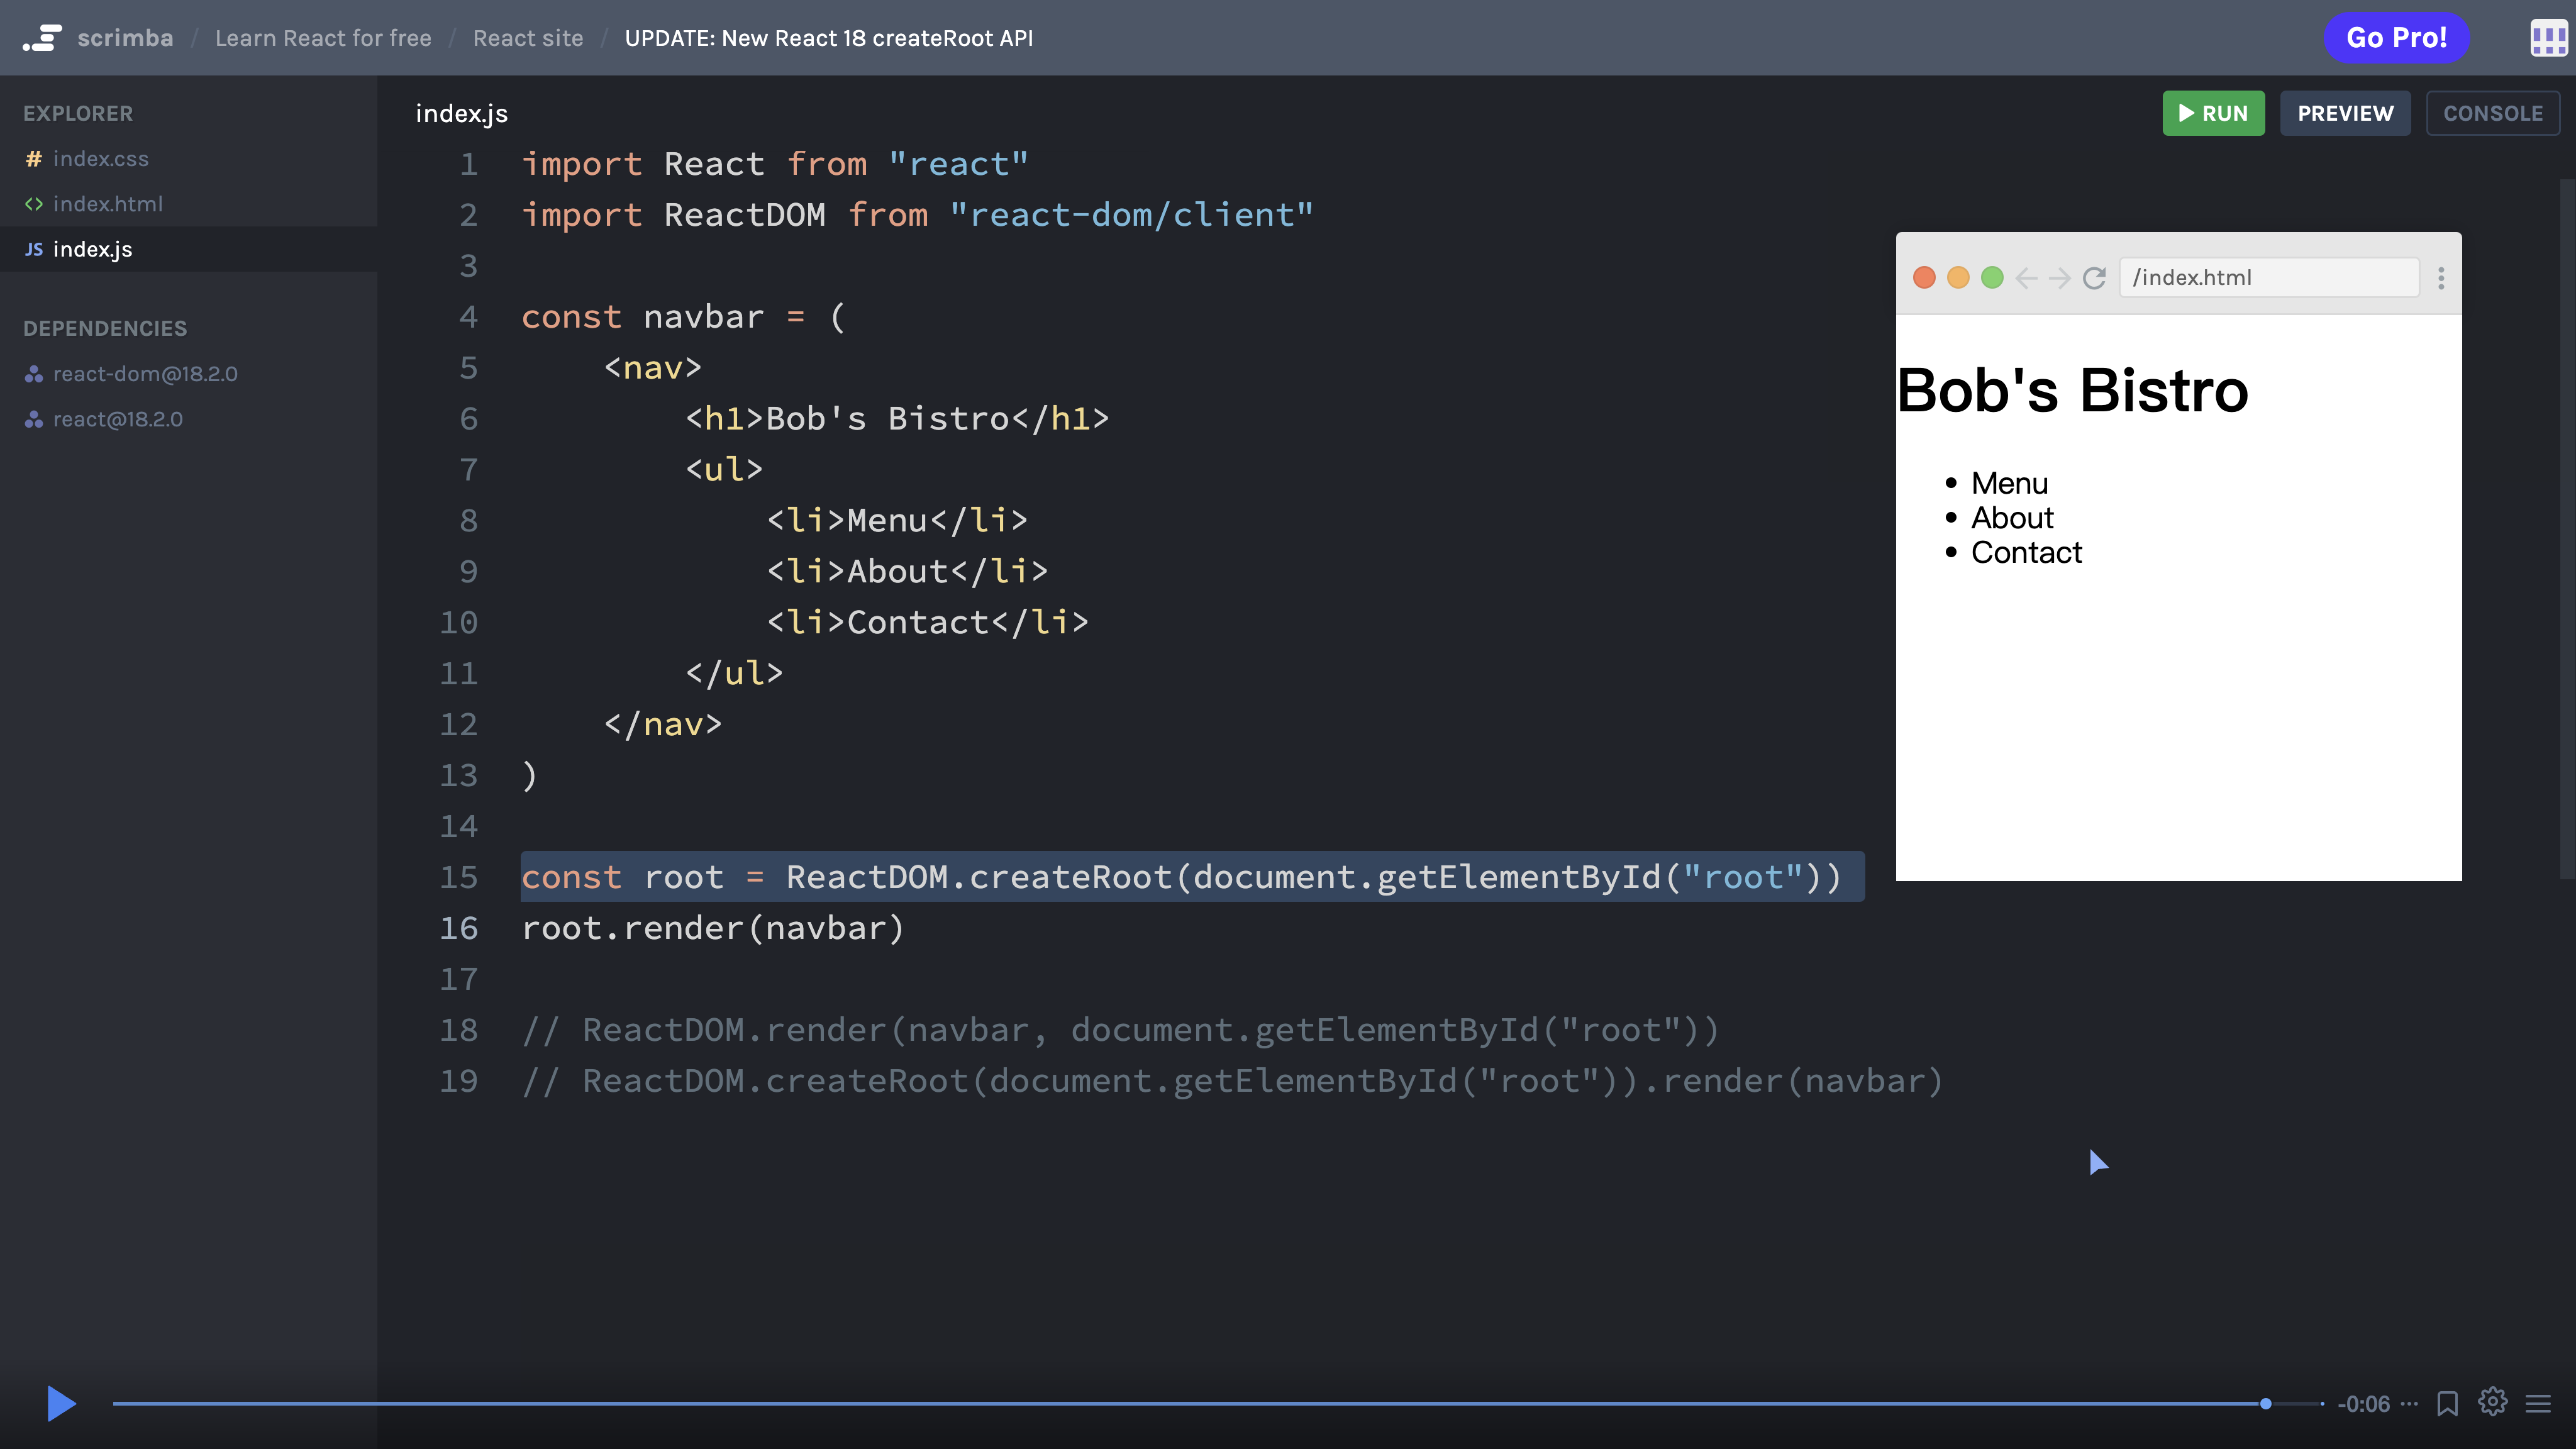 scrimba / Learn React for free / React site / UPDATE: New React 18 createRoot API
Go Pro!
EXPLORER
# index.css
<> index.html
JS index.js
DEPENDENCIES
react-dom@18.2.0
react@18.2.0
index.js
RUN
PREVIEW
CONSOLE
1 import React from "react"
2 import ReactDOM from "react-dom/client"
3
4 const navbar = (
5     <nav>
6         <h1>Bob's Bistro</h1>
7         <ul>
8             <li>Menu</li>
9             <li>About</li>
10             <li>Contact</li>
11         </ul>
12     </nav>
13 )
14
15 const root = ReactDOM.createRoot(document.getElementById("root"))
16 root.render(navbar)
17
18 // ReactDOM.render(navbar, document.getElementById("root"))
19 // ReactDOM.createRoot(document.getElementById("root")).render(navbar)
/index.html
Bob's Bistro
• Menu
• About
• Contact
-0:06 ···